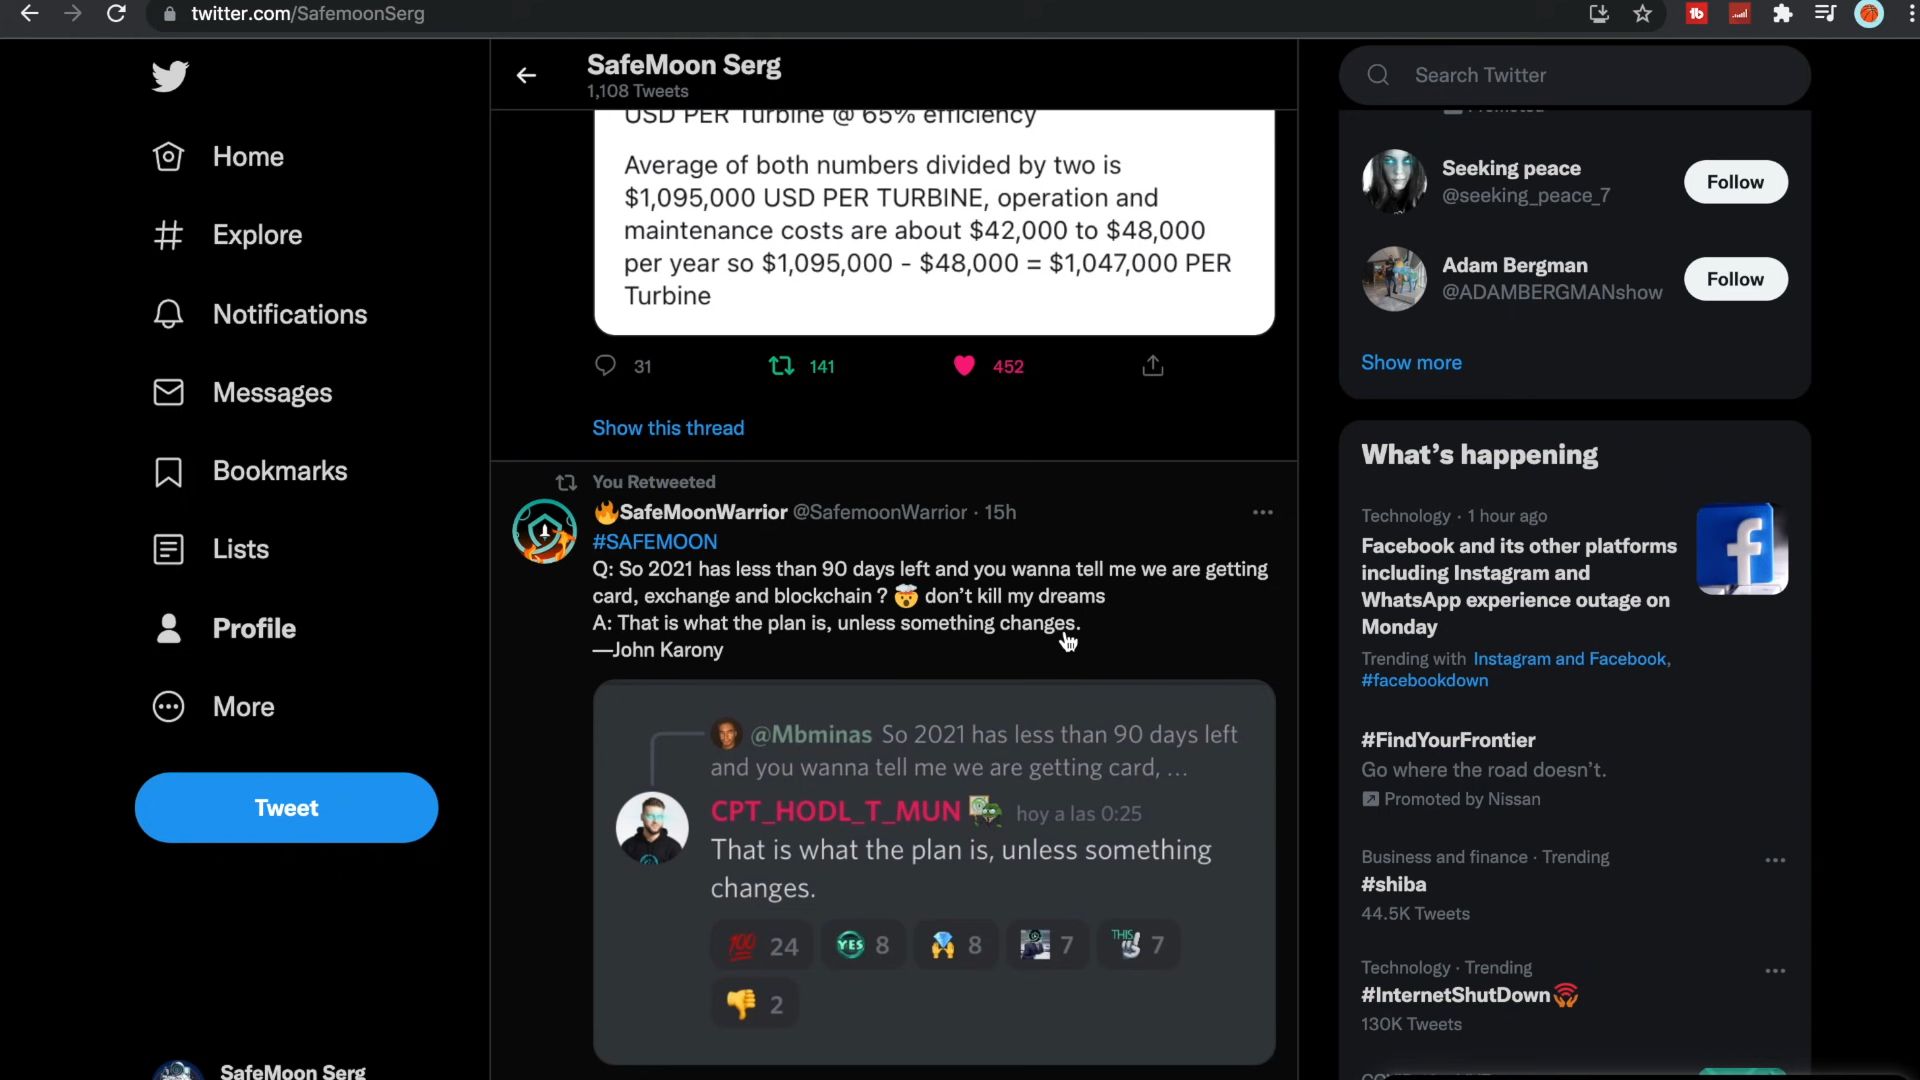 twitter.com/SafemoonSerg
SafeMoon Serg
1,108 Tweets
Search Twitter
Home
Explore
Notifications
Messages
Bookmarks
Lists
Profile
More
Tweet
SafeMoon Serg
USD PER Turbine @ 65% efficiency
Average of both numbers divided by two is
$1,095,000 USD PER TURBINE, operation and
maintenance costs are about $42,000 to $48,000
per year so $1,095,000 - $48,000 = $1,047,000 PER
Turbine
31
141
452
Show this thread
You Retweeted
🔥SafeMoonWarrior @SafemoonWarrior · 15h
#SAFEMOON
Q: So 2021 has less than 90 days left and you wanna tell me we are getting
card, exchange and blockchain ? 🤯 don’t kill my dreams
A: That is what the plan is, unless something changes.
—John Karony
@Mbminas So 2021 has less than 90 days left
and you wanna tell me we are getting card, ...
CPT_HODL_T_MUN hoy a las 0:25
That is what the plan is, unless something
changes.
💯 24
YES 8
8
7
THIS 7
👎 2
Promoted
Seeking peace
@seeking_peace_7
Follow
Adam Bergman
@ADAMBERGMANshow
Follow
Show more
What’s happening
Technology · 1 hour ago
Facebook and its other platforms
including Instagram and
WhatsApp experience outage on
Monday
Trending with Instagram and Facebook,
#facebookdown
#FindYourFrontier
Go where the road doesn’t.
Promoted by Nissan
Business and finance · Trending
#shiba
44.5K Tweets
Technology · Trending
#InternetShutDown
130K Tweets